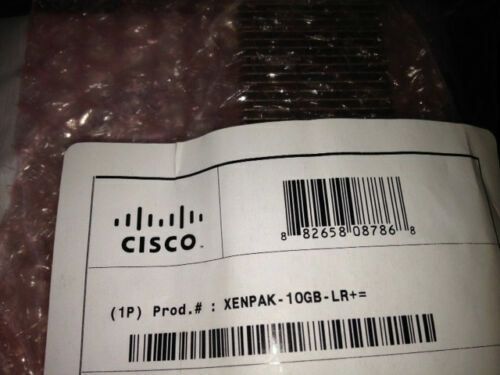 CISCO
8 82658 08786 8
(1P) Prod.# : XENPAK-10GB-LR+=